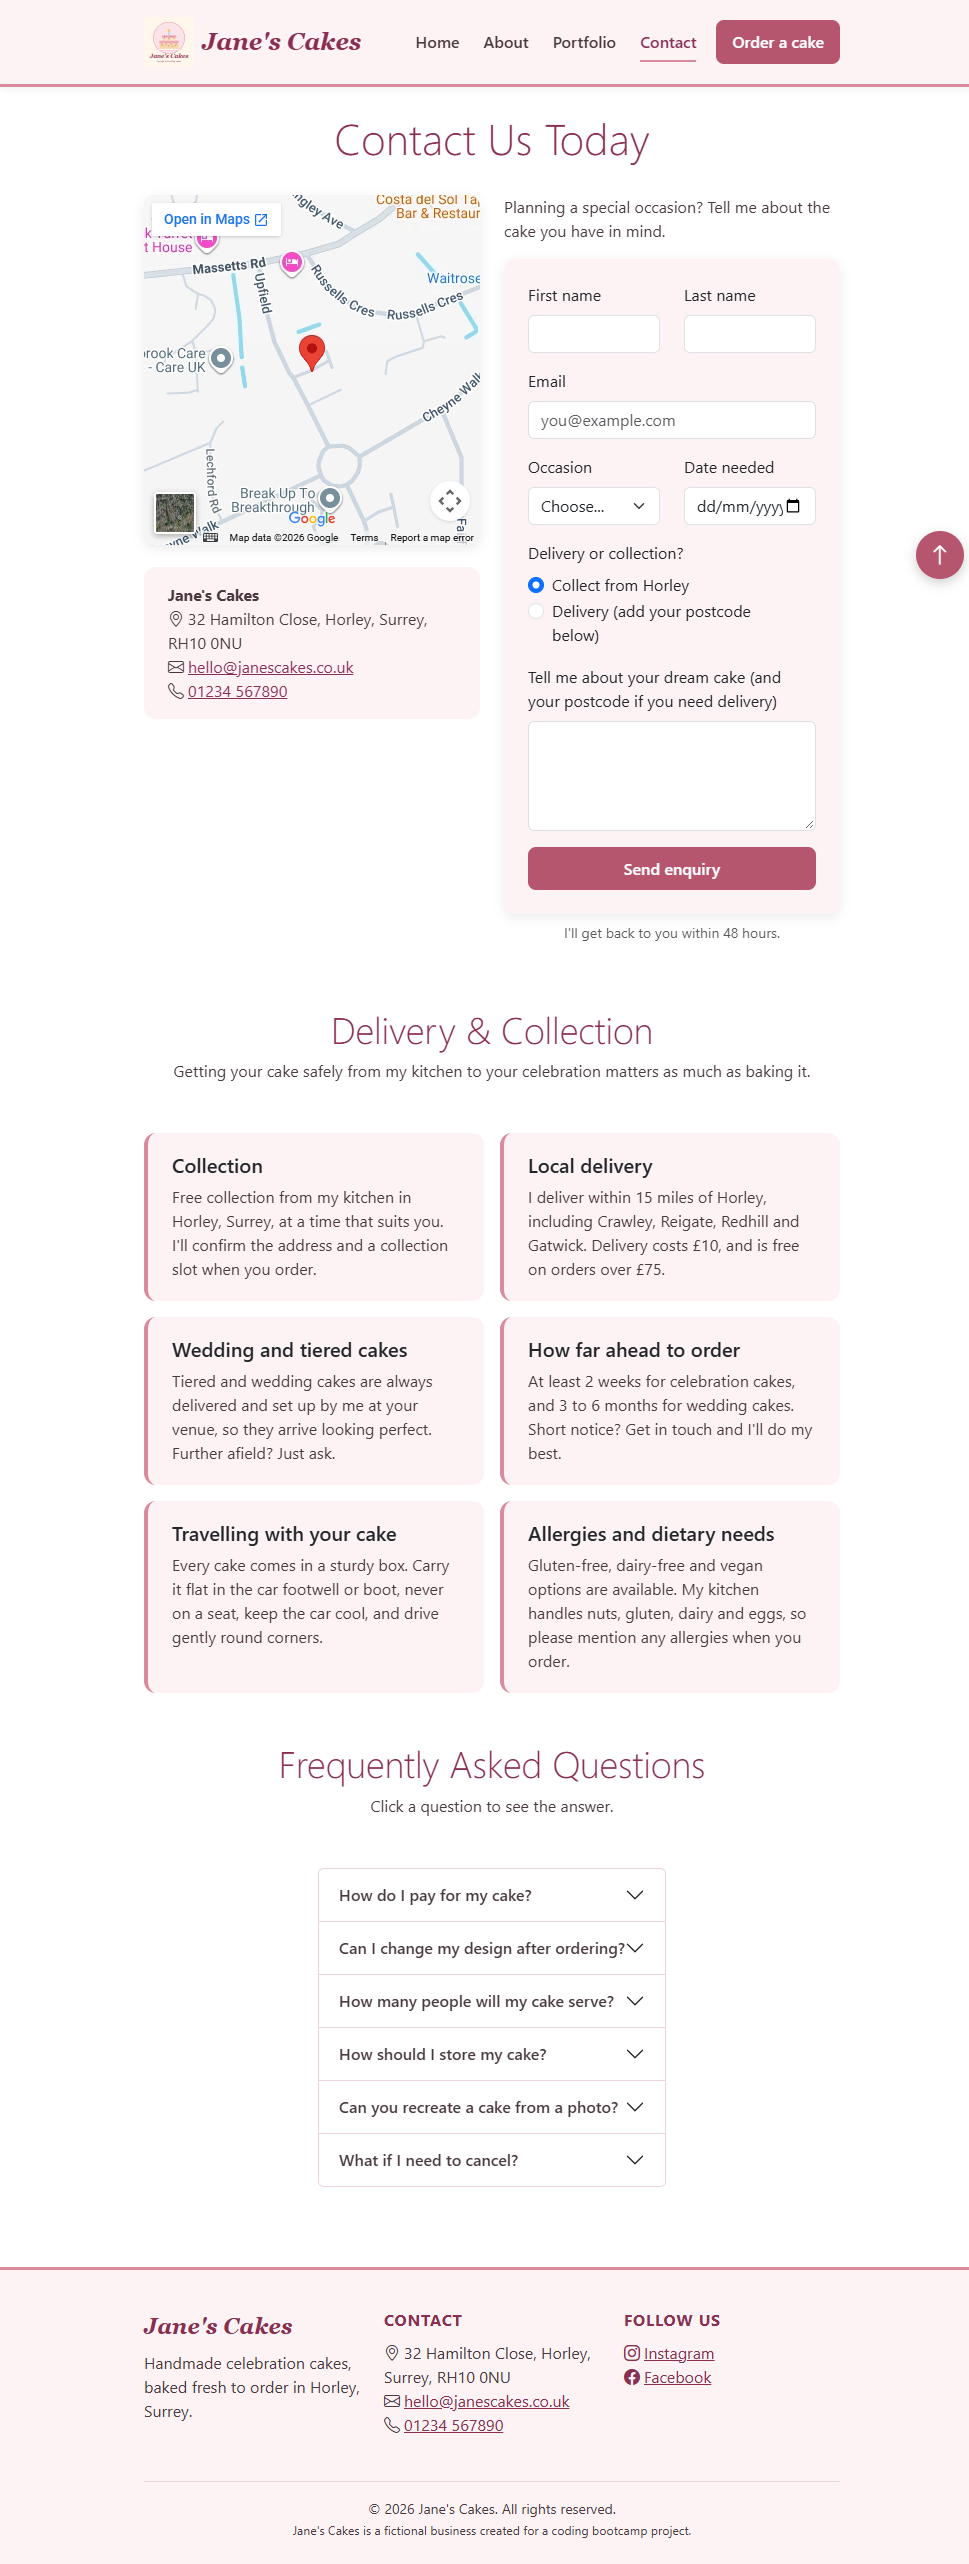 Jane's Cakes
Jane's Cakes
Home
About
Portfolio
Contact
Order a cake
Contact Us Today
Open in Maps
Costa del Sol Ta
Bar & Restaur
t House
Massetts Rd
Upfield
Russells Cres
Russells Cres
Waitrose
brook Care
- Care UK
Cheyne Walk
Lechford Rd
Break Up To
Breakthrough
Google
Map data ©2026 Google
Terms
Report a map error
Jane's Cakes
32 Hamilton Close, Horley, Surrey,
RH10 0NU
hello@janescakes.co.uk
01234 567890
Planning a special occasion? Tell me about the
cake you have in mind.
First name
Last name
Email
you@example.com
Occasion
Date needed
Choose...
dd/mm/yyyy
Delivery or collection?
Collect from Horley
Delivery (add your postcode
below)
Tell me about your dream cake (and
your postcode if you need delivery)
Send enquiry
I'll get back to you within 48 hours.
Delivery & Collection
Getting your cake safely from my kitchen to your celebration matters as much as baking it.
Collection
Free collection from my kitchen in
Horley, Surrey, at a time that suits you.
I'll confirm the address and a collection
slot when you order.
Local delivery
I deliver within 15 miles of Horley,
including Crawley, Reigate, Redhill and
Gatwick. Delivery costs £10, and is free
on orders over £75.
Wedding and tiered cakes
Tiered and wedding cakes are always
delivered and set up by me at your
venue, so they arrive looking perfect.
Further afield? Just ask.
How far ahead to order
At least 2 weeks for celebration cakes,
and 3 to 6 months for wedding cakes.
Short notice? Get in touch and I'll do my
best.
Travelling with your cake
Every cake comes in a sturdy box. Carry
it flat in the car footwell or boot, never
on a seat, keep the car cool, and drive
gently round corners.
Allergies and dietary needs
Gluten-free, dairy-free and vegan
options are available. My kitchen
handles nuts, gluten, dairy and eggs, so
please mention any allergies when you
order.
Frequently Asked Questions
Click a question to see the answer.
How do I pay for my cake?
Can I change my design after ordering?
How many people will my cake serve?
How should I store my cake?
Can you recreate a cake from a photo?
What if I need to cancel?
Jane's Cakes
Handmade celebration cakes,
baked fresh to order in Horley,
Surrey.
CONTACT
32 Hamilton Close, Horley,
Surrey, RH10 0NU
hello@janescakes.co.uk
01234 567890
FOLLOW US
Instagram
Facebook
© 2026 Jane's Cakes. All rights reserved.
Jane's Cakes is a fictional business created for a coding bootcamp project.